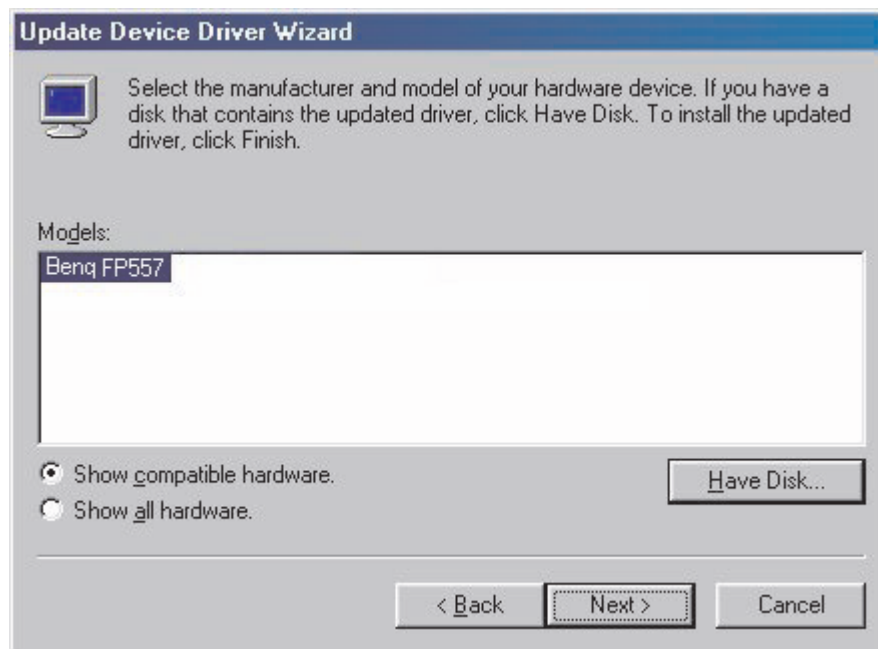 Update Device Driver Wizard
Select the manufacturer and model of your hardware device. If you have a
disk that contains the updated driver, click Have Disk. To install the updated
driver, click Finish.
Models:
Benq FP557
Show compatible hardware.
Show all hardware.
Have Disk...
< Back
Next >
Cancel